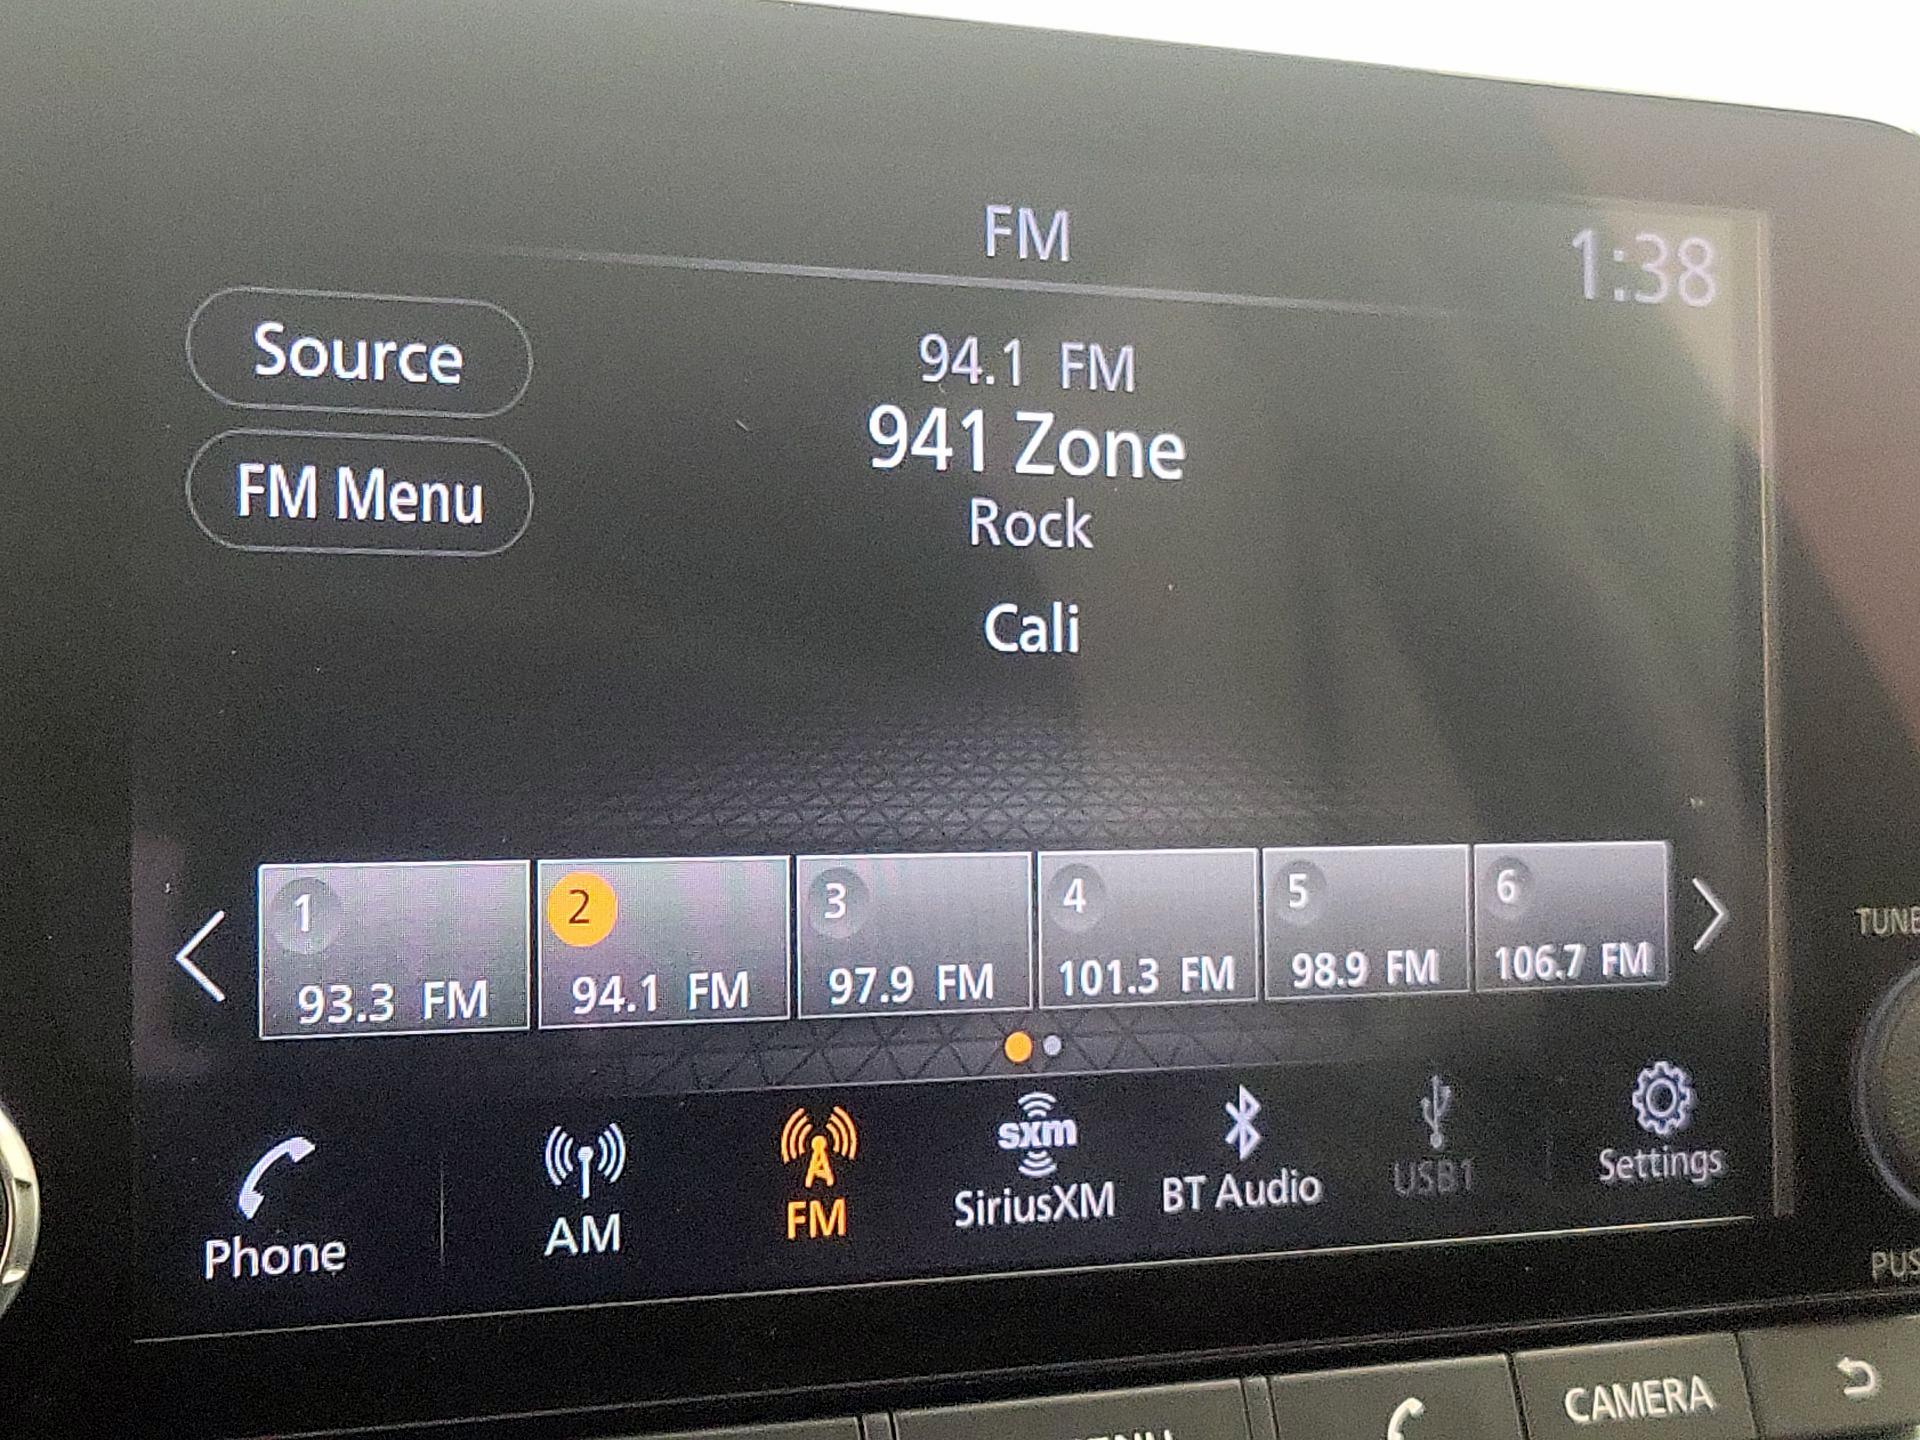 FM
1:38
Source
94.1 FM
941 Zone
FM Menu
Rock
Cali
1 2 3 4 5 6
93.3 FM 94.1 FM 97.9 FM 101.3 FM 98.9 FM 106.7 FM
TUNE
sxm
Phone AM FM SiriusXM BT Audio USB1 Settings
CAMERA